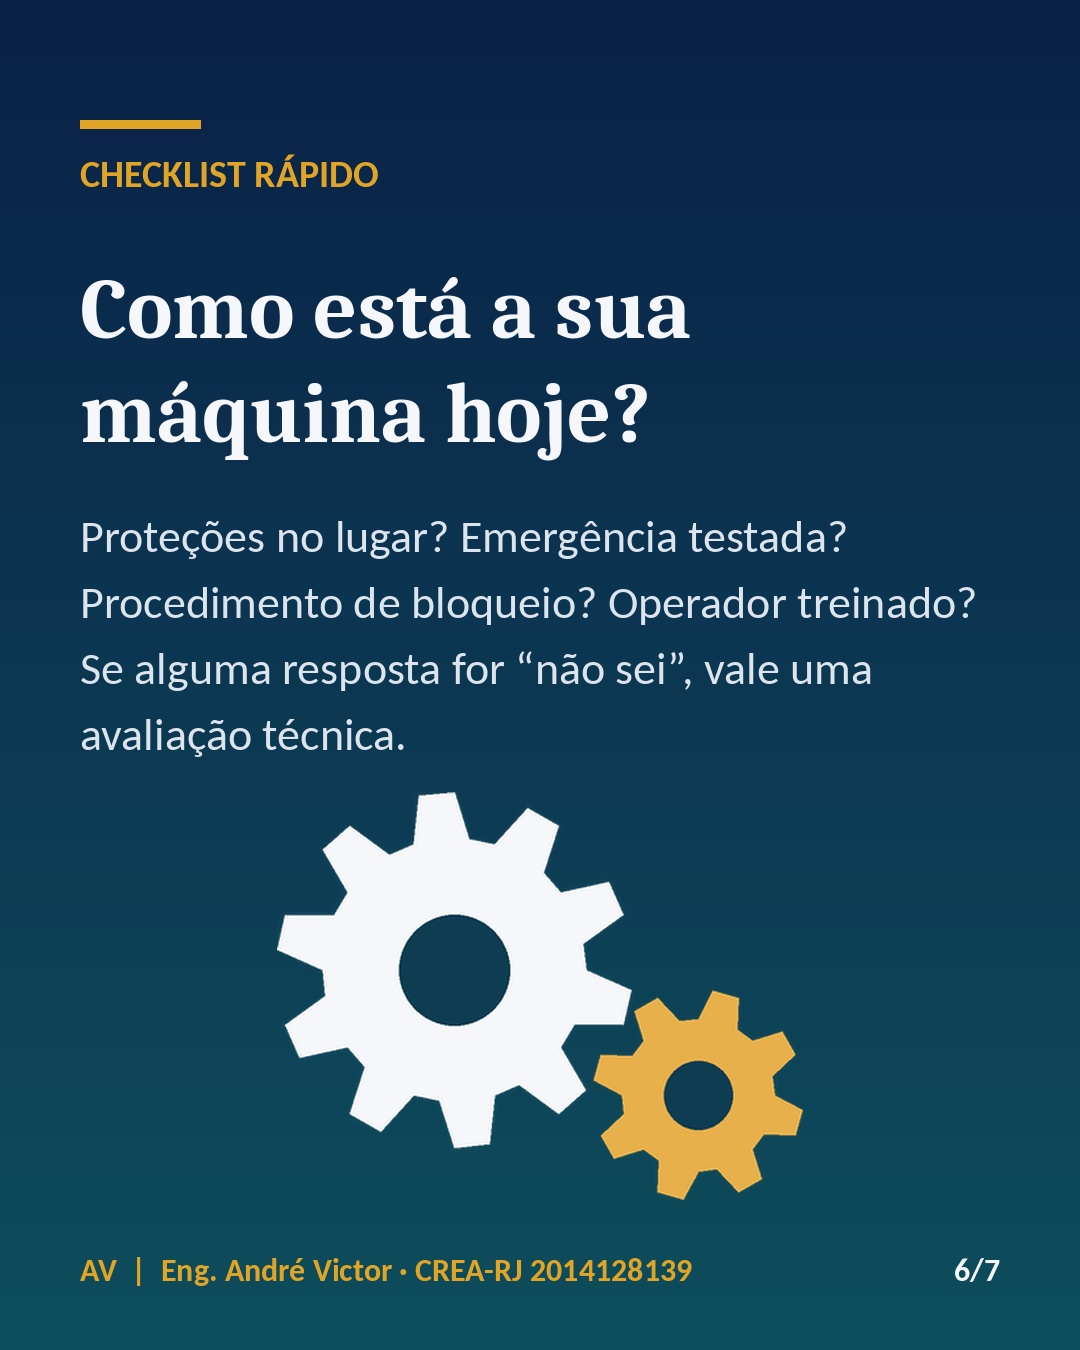 CHECKLIST RÁPIDO
Como está a sua
máquina hoje?
Proteções no lugar? Emergência testada?
Procedimento de bloqueio? Operador treinado?
Se alguma resposta for “não sei”, vale uma
avaliação técnica.
AV | Eng. André Victor · CREA-RJ 2014128139
6/7